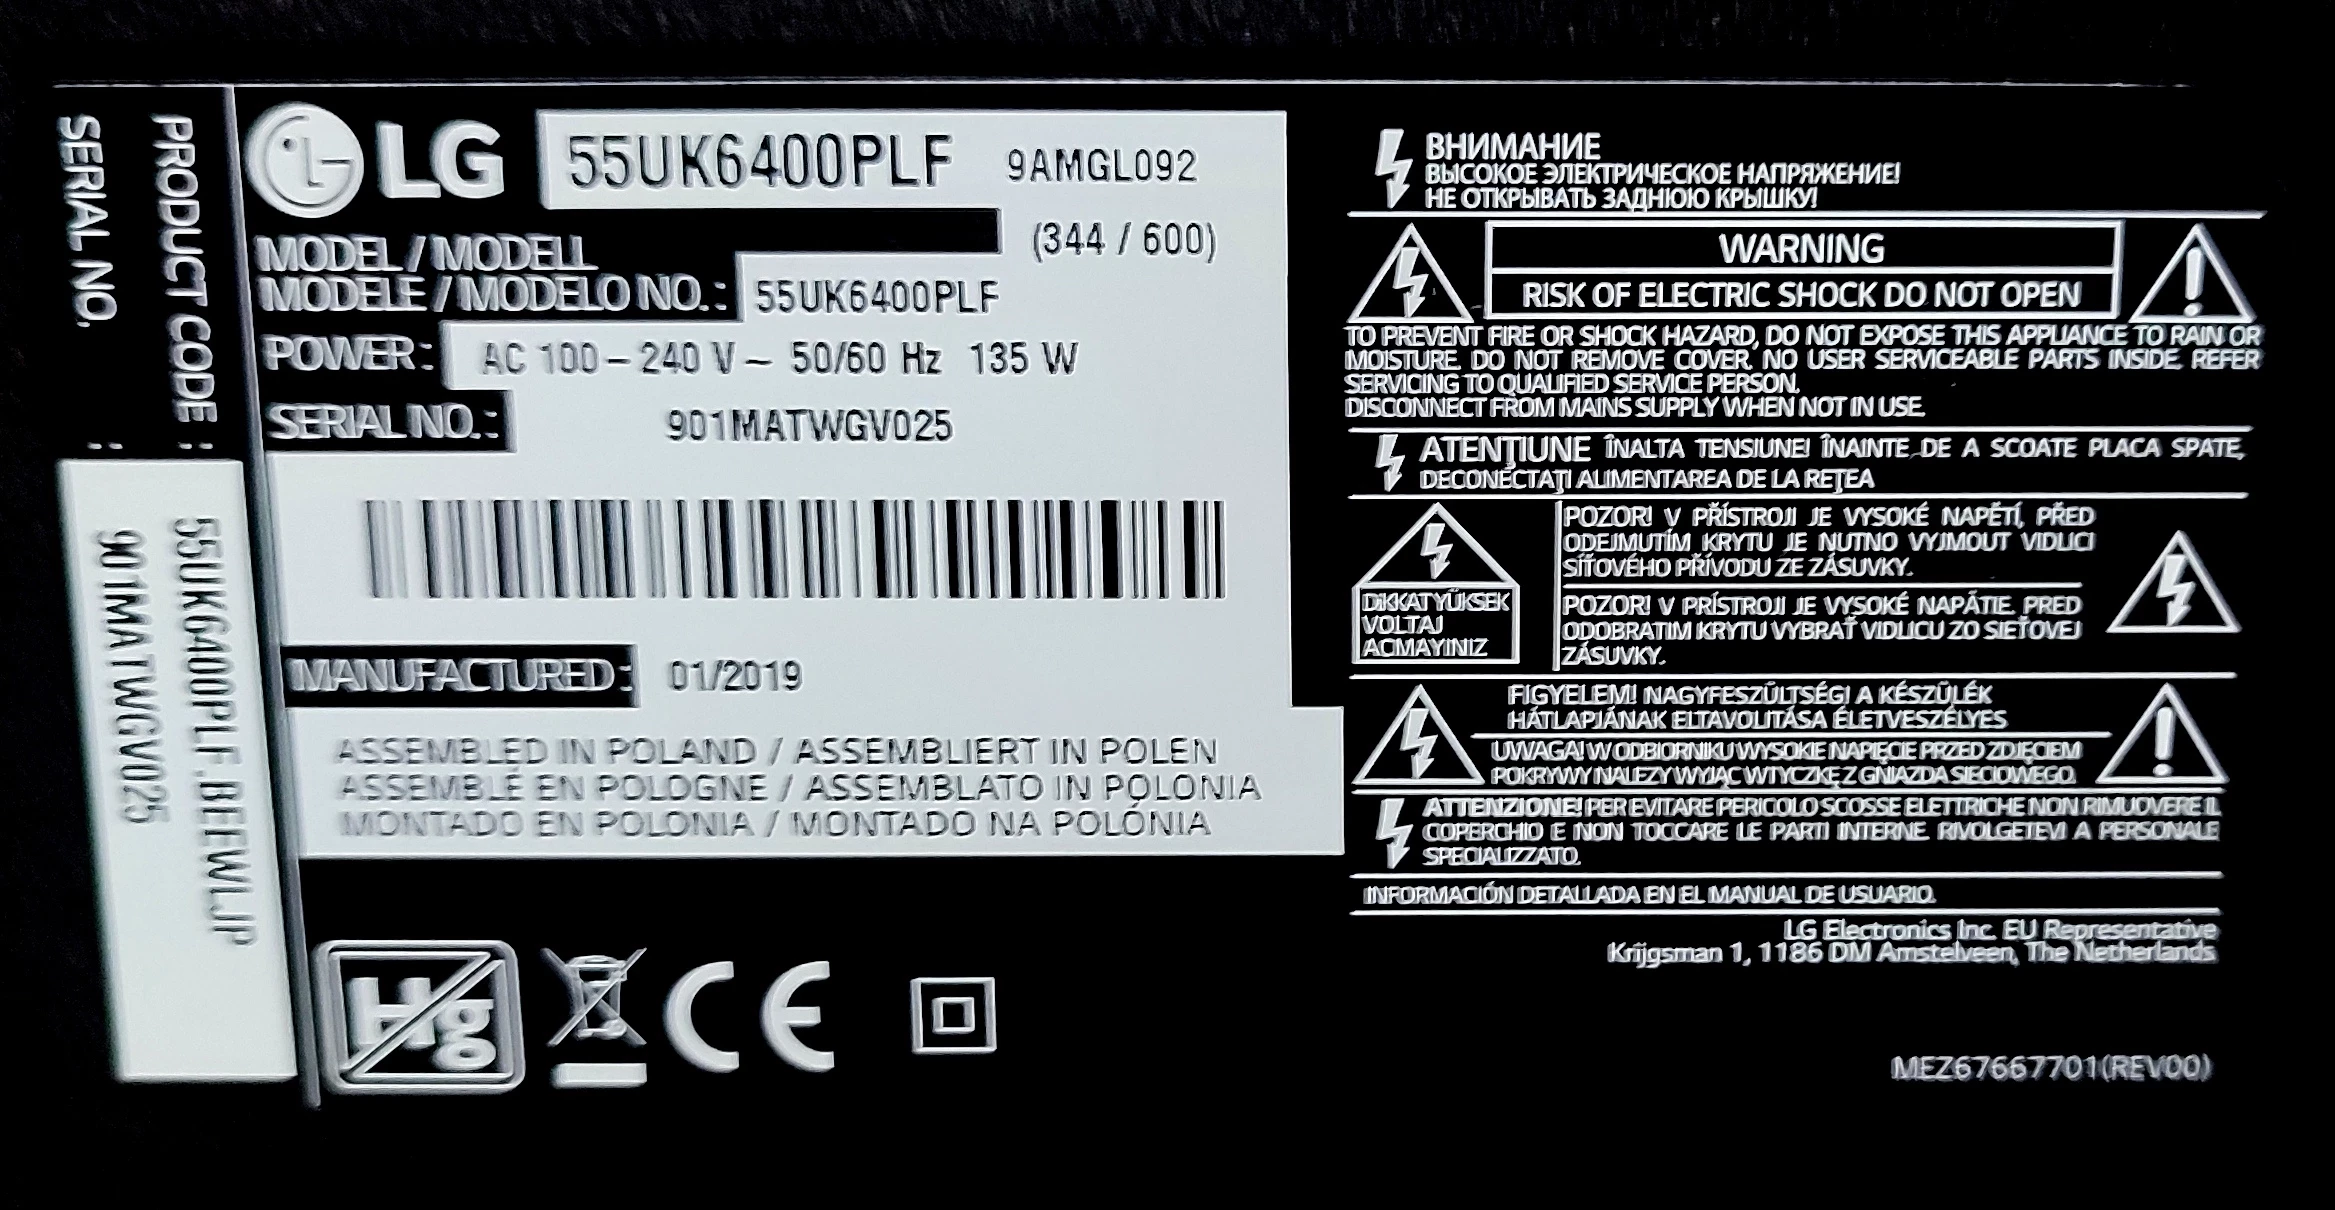 SERIAL NO. : 901MATWGV025
PRODUCT CODE : 55UK6400PLF.BEEWLJP
LG 55UK6400PLF 9AMGL092
(344 / 600)
MODEL / MODELL
MODELE / MODELO NO. : 55UK6400PLF
POWER : AC 100 – 240 V ~ 50/60 Hz 135 W
SERIAL NO. : 901MATWGV025
MANUFACTURED : 01/2019
ASSEMBLED IN POLAND / ASSEMBLIERT IN POLEN
ASSEMBLÉ EN POLOGNE / ASSEMBLATO IN POLONIA
MONTADO EN POLONIA / MONTADO NA POLÓNIA
Hg
CE
ВНИМАНИЕ
ВЫСОКОЕ ЭЛЕКТРИЧЕСКОЕ НАПРЯЖЕНИЕ!
НЕ ОТКРЫВАТЬ ЗАДНЮЮ КРЫШКУ!
WARNING
RISK OF ELECTRIC SHOCK DO NOT OPEN
TO PREVENT FIRE OR SHOCK HAZARD, DO NOT EXPOSE THIS APPLIANCE TO RAIN OR
MOISTURE. DO NOT REMOVE COVER. NO USER SERVICEABLE PARTS INSIDE. REFER
SERVICING TO QUALIFIED SERVICE PERSON.
DISCONNECT FROM MAINS SUPPLY WHEN NOT IN USE.
ATENŢIUNE ÎNALTA TENSIUNE! ÎNAINTE DE A SCOATE PLACA SPATE,
DECONECTAŢI ALIMENTAREA DE LA REŢEA
DiKKAT YÜKSEK
VOLTAJ
ACMAYINIZ
POZOR! V PŘÍSTROJI JE VYSOKÉ NAPĚTÍ, PŘED
ODEJMUTÍM KRYTU JE NUTNO VYJMOUT VIDLICI
SÍŤOVÉHO PŘÍVODU ZE ZÁSUVKY.
POZOR! V PRÍSTROJI JE VYSOKÉ NAPÁTIE. PRED
ODOBRATIM KRYTU VYBRAŤ VIDLICU ZO SIEŤOVEJ
ZÁSUVKY.
FIGYELEM! NAGYFESZÜLTSÉG! A KÉSZÜLÉK
HÁTLAPJÁNAK ELTAVOLITÁSA ÉLETVESZÉLYES
UWAGA! W ODBIORNIKU WYSOKIE NAPIĘCIE PRZED ZDJĘCIEM
POKRYWY NALEZY WYJĄC WTYCZKĘ Z GNIAZDA SIECIOWEGO.
ATTENZIONE! PER EVITARE PERICOLO SCOSSE ELETTRICHE NON RIMUOVERE IL
COPERCHIO E NON TOCCARE LE PARTI INTERNE. RIVOLGETEVI A PERSONALE
SPECIALIZZATO.
INFORMACIÓN DETALLADA EN EL MANUAL DE USUARIO.
LG Electronics Inc. EU Representative
Krijgsman 1, 1186 DM Amstelveen, The Netherlands
MEZ67667701(REV00)